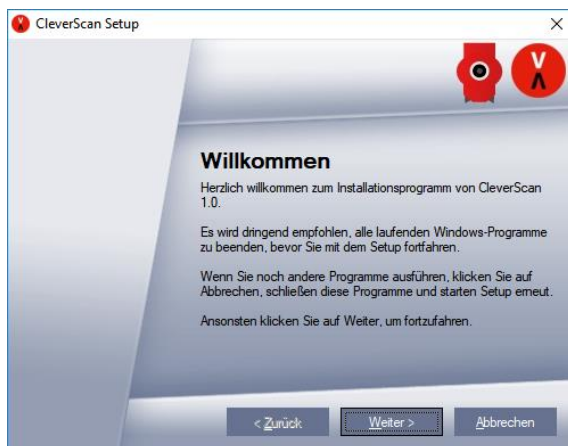 CleverScan Setup
V
Λ
Willkommen
Herzlich willkommen zum Installationsprogramm von CleverScan
1.0.
Es wird dringend empfohlen, alle laufenden Windows-Programme
zu beenden, bevor Sie mit dem Setup fortfahren.
Wenn Sie noch andere Programme ausführen, klicken Sie auf
Abbrechen, schließen diese Programme und starten Setup erneut.
Ansonsten klicken Sie auf Weiter, um fortzufahren.
< Zurück
Weiter >
Abbrechen